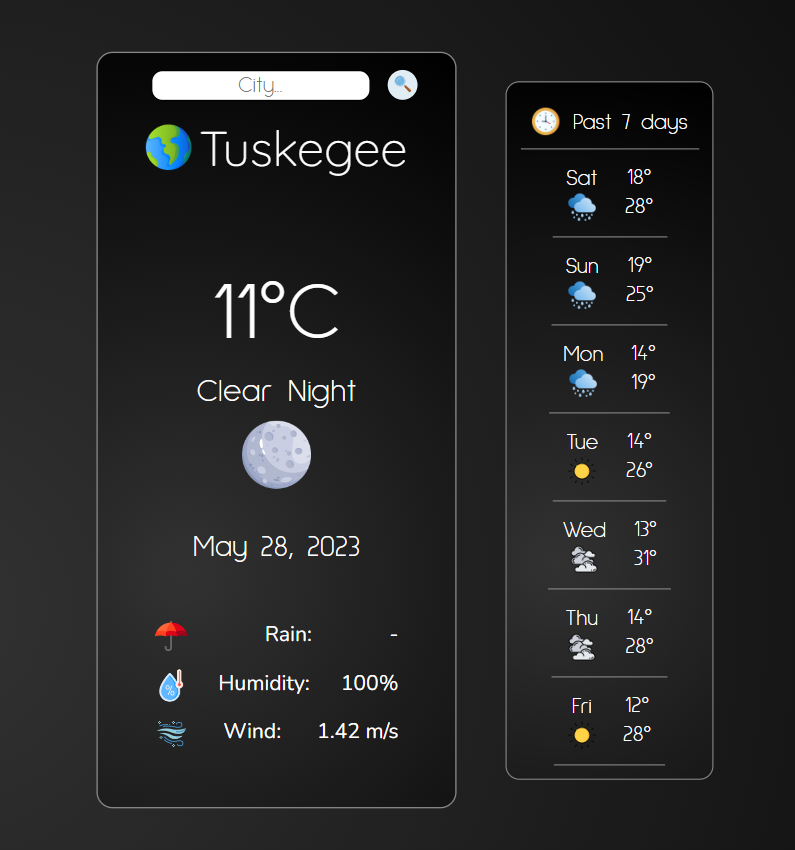 City...
Tuskegee
11°C
Clear Night
May 28, 2023
Rain: -
% Humidity: 100%
Wind: 1.42 m/s
Past 7 days
Sat 18°
28°
Sun 19°
25°
Mon 14°
19°
Tue 14°
26°
Wed 13°
31°
Thu 14°
28°
Fri 12°
28°